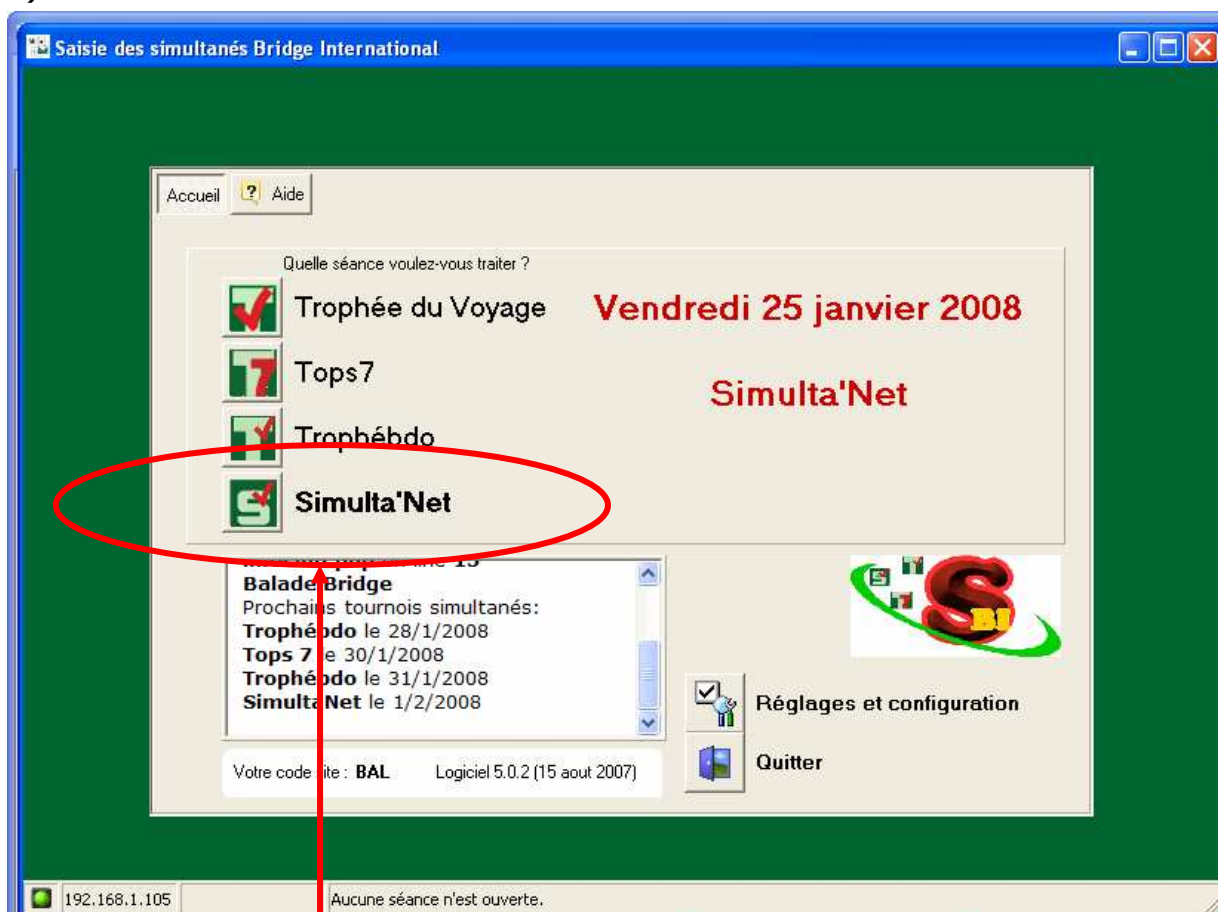 Saisie des simultanés Bridge International
Accueil
Aide
Quelle séance voulez-vous traiter ?
Trophée du Voyage
Tops7
Trophébdo
Simulta'Net
Vendredi 25 janvier 2008
Simulta'Net
15
Balade Bridge
Prochains tournois simultanés:
Trophébdo le 28/1/2008
Tops 7 le 30/1/2008
Trophébdo le 31/1/2008
SimultaNet le 1/2/2008
S BI
Réglages et configuration
Quitter
Votre code site : BAL Logiciel 5.0.2 (15 aout 2007)
192.168.1.105
Aucune séance n'est ouverte.